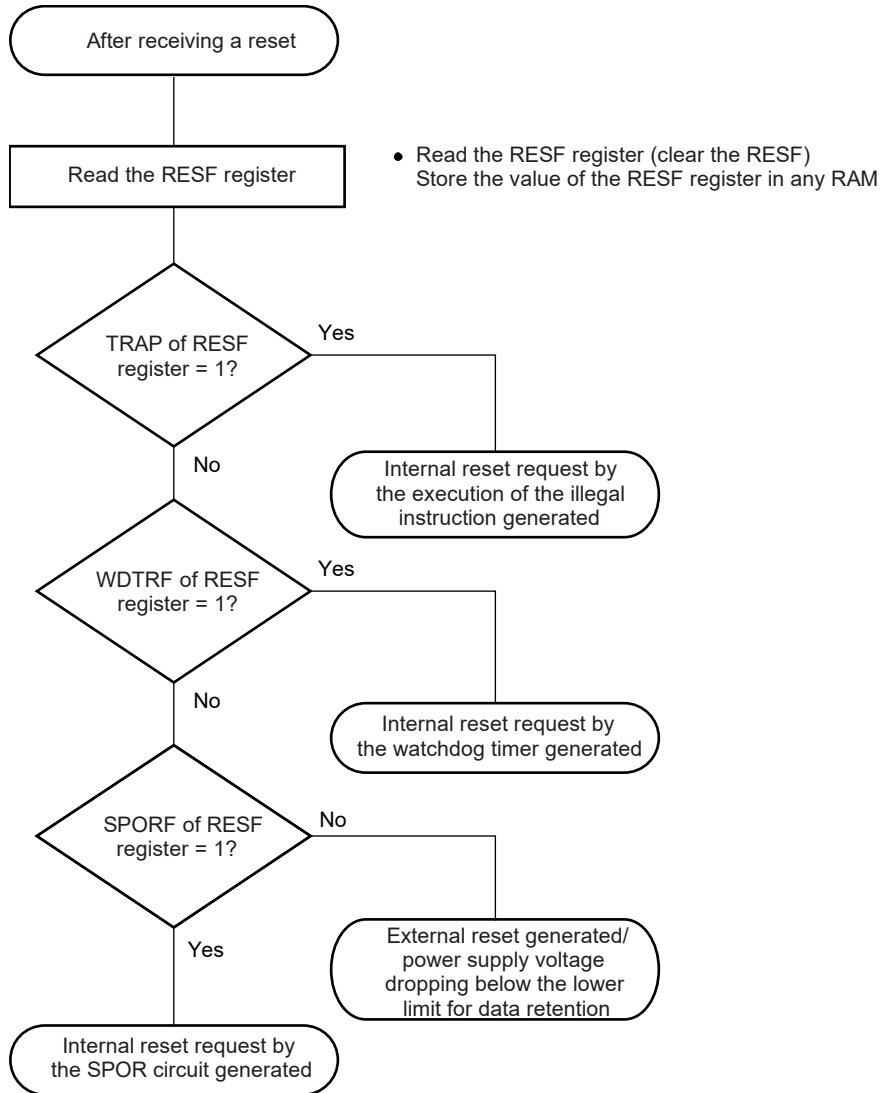 After receiving a reset
Read the RESF register
• Read the RESF register (clear the RESF)
Store the value of the RESF register in any RAM
TRAP of RESF
register = 1?
Yes
No
Internal reset request by
the execution of the illegal
instruction generated
WDTRF of RESF
register = 1?
Yes
No
Internal reset request by
the watchdog timer generated
SPORF of RESF
register = 1?
No
Yes
External reset generated/
power supply voltage
dropping below the lower
limit for data retention
Internal reset request by
the SPOR circuit generated